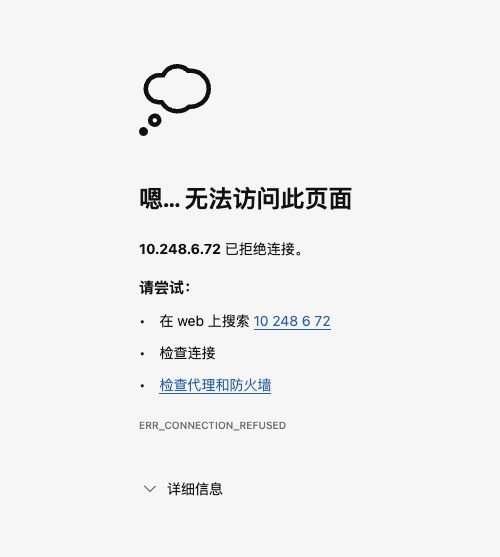 嗯... 无法访问此页面
10.248.6.72 已拒绝连接。
请尝试：
• 在 web 上搜索 10 248 6 72
• 检查连接
• 检查代理和防火墙
ERR_CONNECTION_REFUSED
详细信息